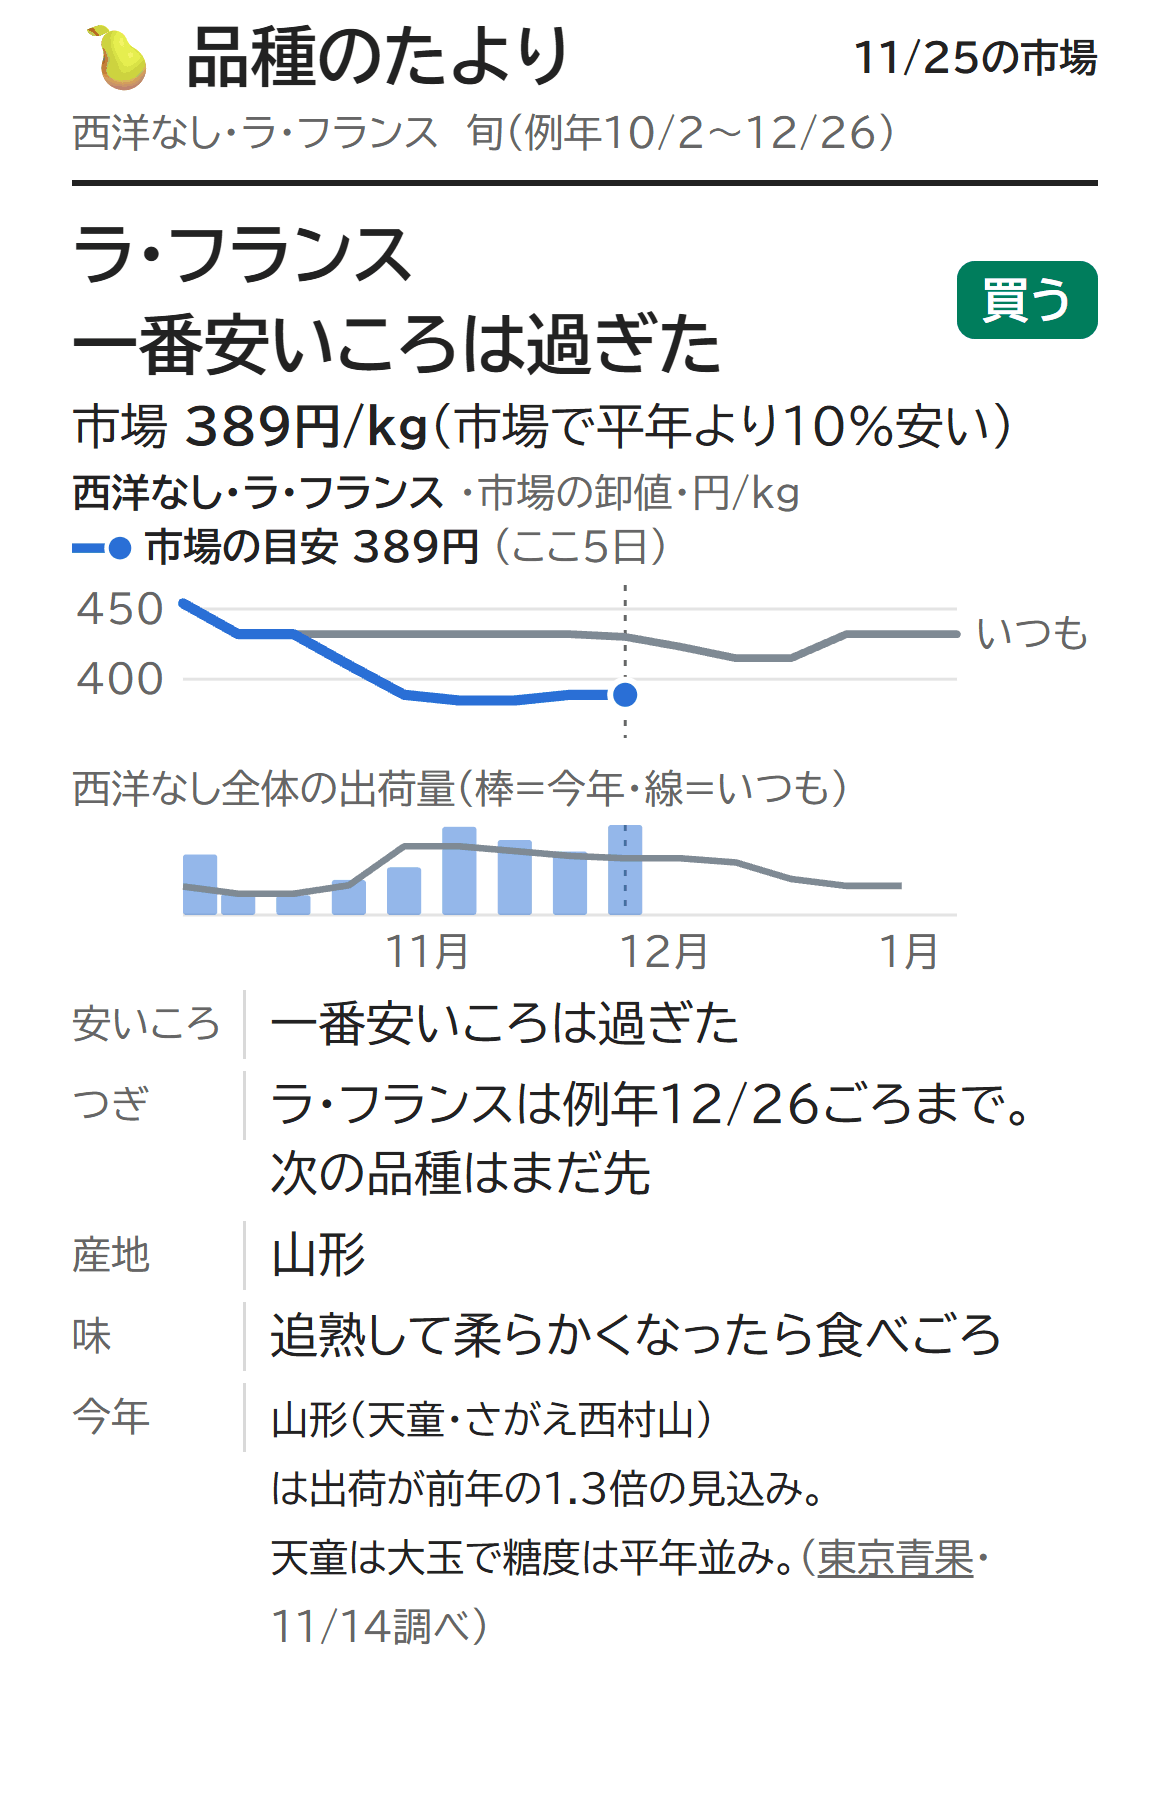 品種のたより
11/25の市場
西洋なし・ラ・フランス 旬(例年10/2〜12/26)
ラ・フランス
一番安いころは過ぎた
買う
市場 389円/kg(市場で平年より10%安い)
西洋なし・ラ・フランス ・市場の卸値・円/kg
市場の目安 389円 (ここ5日)
450
いつも
400
西洋なし全体の出荷量(棒=今年・線=いつも)
11月 12月 1月
安いころ 一番安いころは過ぎた
つぎ ラ・フランスは例年12/26ごろまで。
次の品種はまだ先
産地 山形
味 追熟して柔らかくなったら食べごろ
今年 山形(天童・さがえ西村山)
は出荷が前年の1.3倍の見込み。
天童は大玉で糖度は平年並み。(東京青果・
11/14調べ)